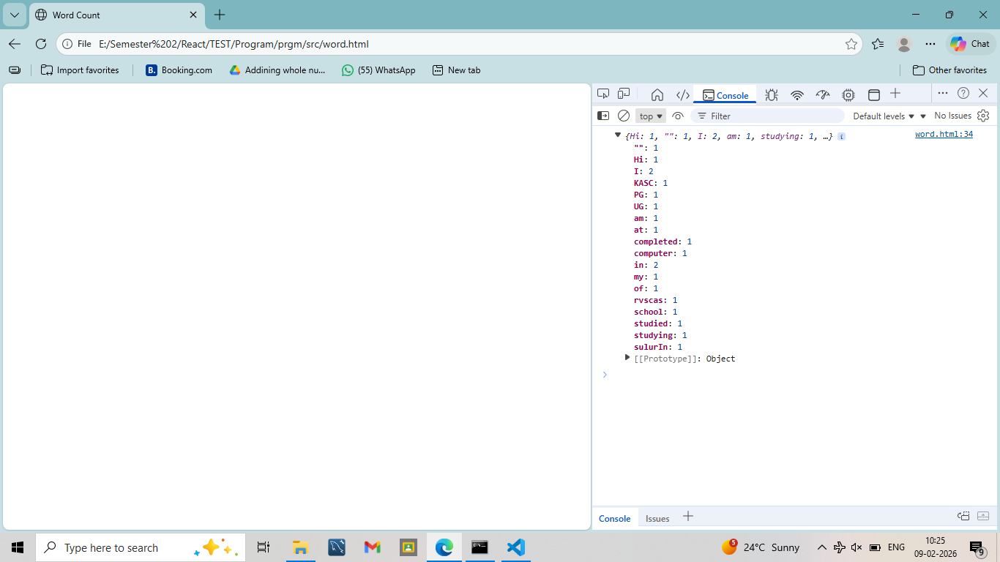 Word Count
File E:/Semester%202/React/TEST/Program/prgm/src/word.html
Chat
Import favorites
B. Booking.com
Addining whole nu...
(55) WhatsApp
New tab
Other favorites
Console
top
Filter
Default levels
No Issues
{Hi: 1, "": 1, I: 2, am: 1, studying: 1, …} i
word.html:34
"": 1
Hi: 1
I: 2
KASC: 1
PG: 1
UG: 1
am: 1
at: 1
completed: 1
computer: 1
in: 2
my: 1
of: 1
rvscas: 1
school: 1
studied: 1
studying: 1
sulurIn: 1
[[Prototype]]: Object
Console
Issues
Type here to search
5
24°C Sunny
ENG
10:25
09-02-2026
9